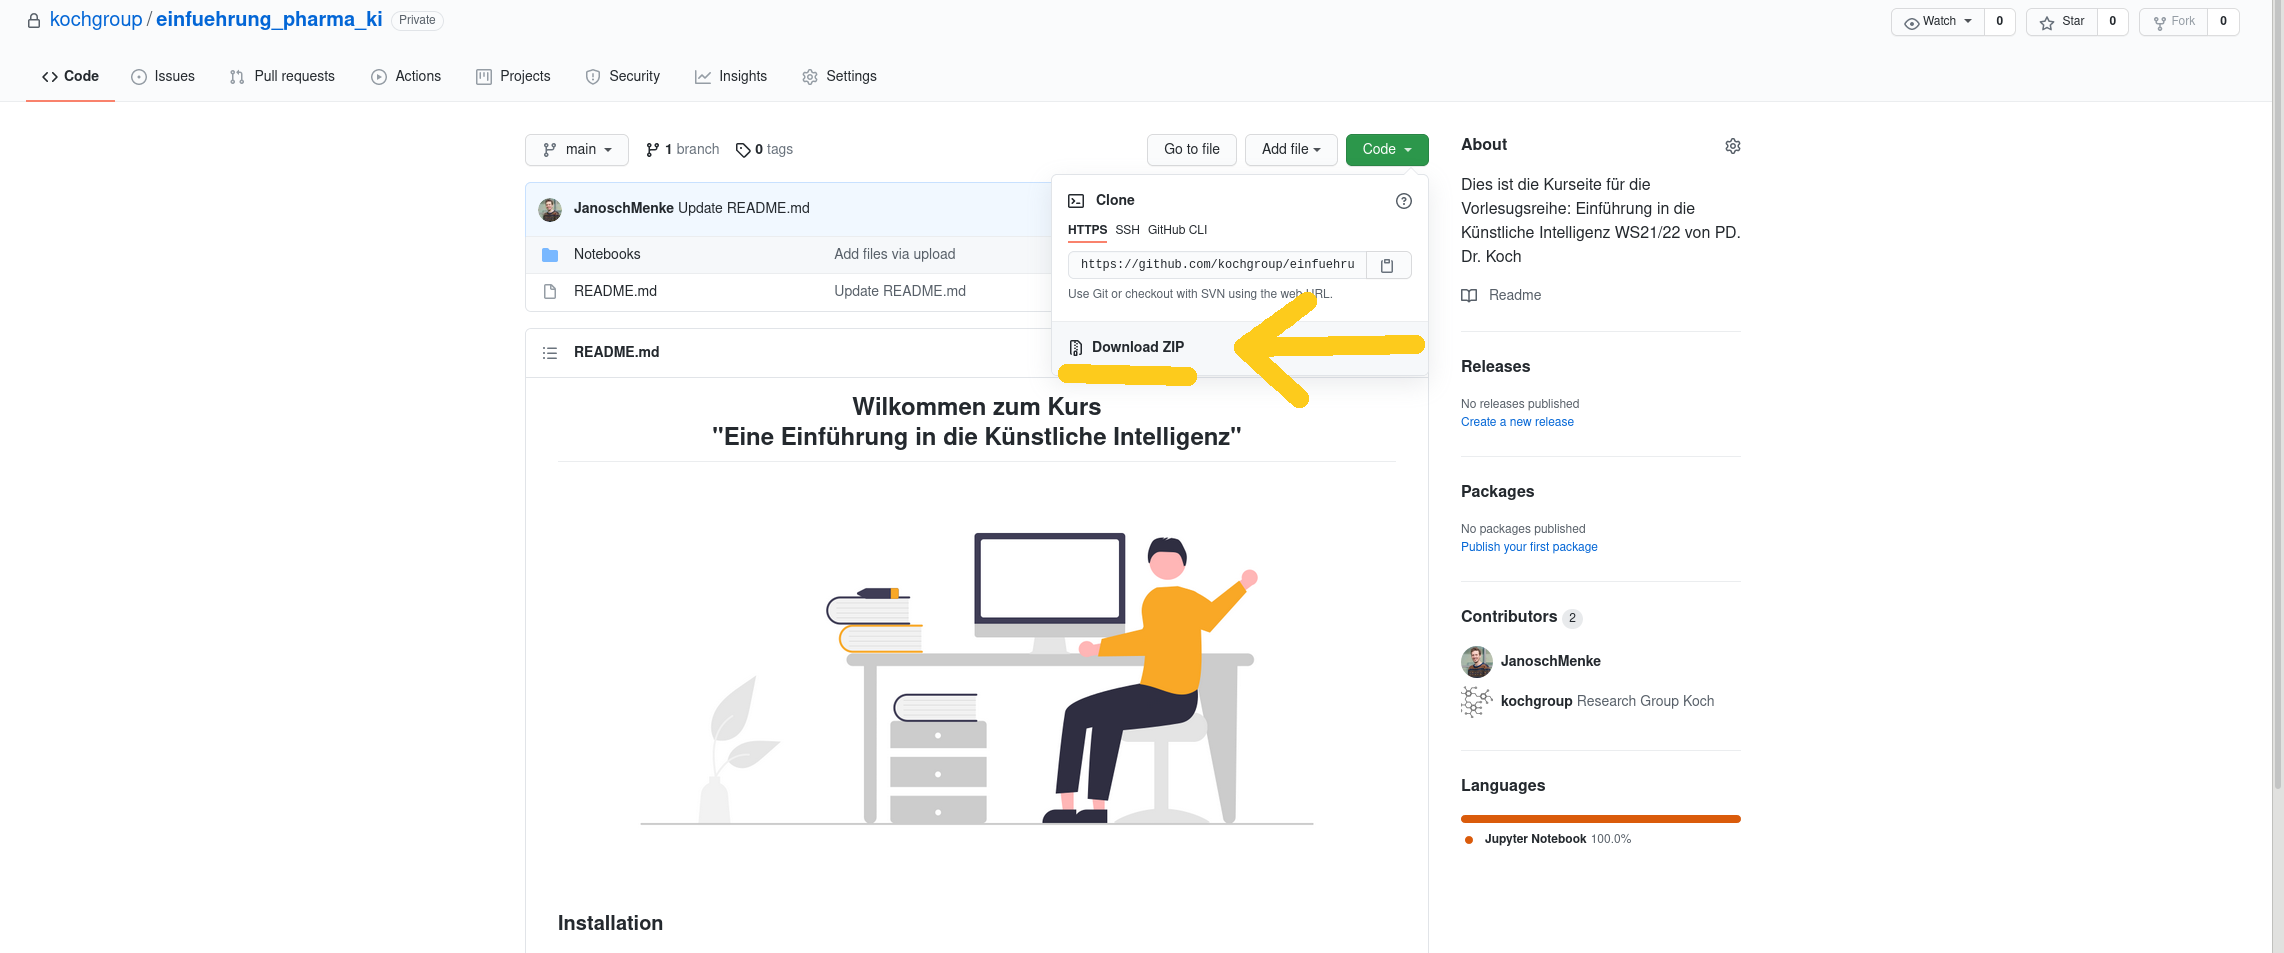 kochgroup / einfuehrung_pharma_ki Private
Watch 0 Star 0 Fork 0
Code Issues Pull requests Actions Projects Security Insights Settings
main 1 branch 0 tags Go to file Add file Code
JanoschMenke Update README.md
Notebooks Add files via upload
README.md Update README.md
Clone
HTTPS SSH GitHub CLI
https://github.com/kochgroup/einfuehru
Use Git or checkout with SVN using the web URL.
Download ZIP
README.md
Wilkommen zum Kurs
"Eine Einführung in die Künstliche Intelligenz"
Installation
About
Dies ist die Kurseite für die
Vorlesugsreihe: Einführung in die
Künstliche Intelligenz WS21/22 von PD.
Dr. Koch
Readme
Releases
No releases published
Create a new release
Packages
No packages published
Publish your first package
Contributors 2
JanoschMenke
kochgroup Research Group Koch
Languages
Jupyter Notebook 100.0%